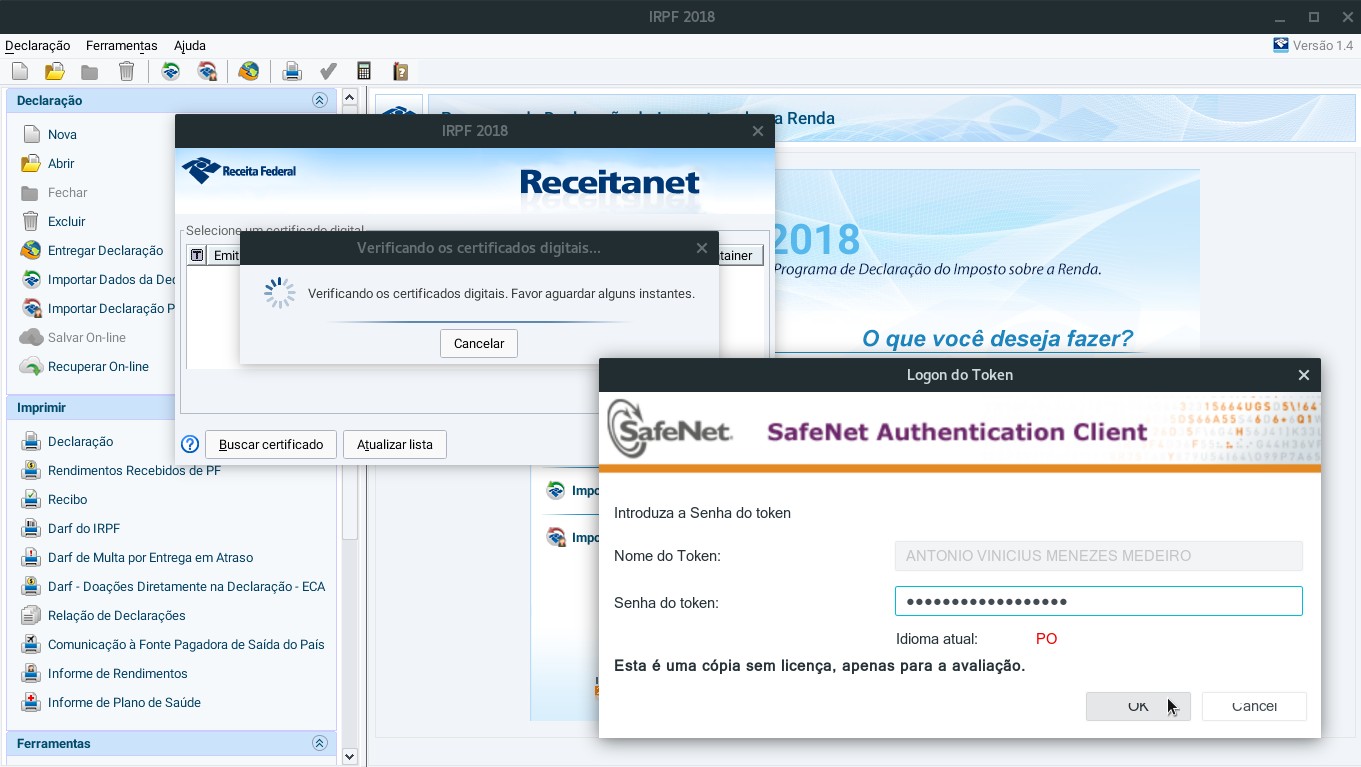 IRPF 2018
Declaração Ferramentas Ajuda
Versão 1.4
Declaração
Nova
Abrir
Fechar
Excluir
Entregar Declaração
Importar Dados da Dec
Importar Declaração P
Salvar On-line
Recuperar On-line
Imprimir
Declaração
Rendimentos Recebidos de PF
Recibo
Darf do IRPF
Darf de Multa por Entrega em Atraso
Darf - Doações Diretamente na Declaração - ECA
Relação de Declarações
Comunicação à Fonte Pagadora de Saída do País
Informe de Rendimentos
Informe de Plano de Saúde
Ferramentas
a Renda
2018
Programa de Declaração do Imposto sobre a Renda.
O que você deseja fazer?
Impo
Impo
IRPF 2018
Receita Federal
Receitanet
Selecione um certificado digital
Emit
tainer
Buscar certificado
Atualizar lista
Verificando os certificados digitais...
Verificando os certificados digitais. Favor aguardar alguns instantes.
Cancelar
Logon do Token
SafeNet.
SafeNet Authentication Client
Introduza a Senha do token
Nome do Token:
ANTONIO VINICIUS MENEZES MEDEIRO
Senha do token:
Idioma atual: PO
Esta é uma cópia sem licença, apenas para a avaliação.
OK Cancel